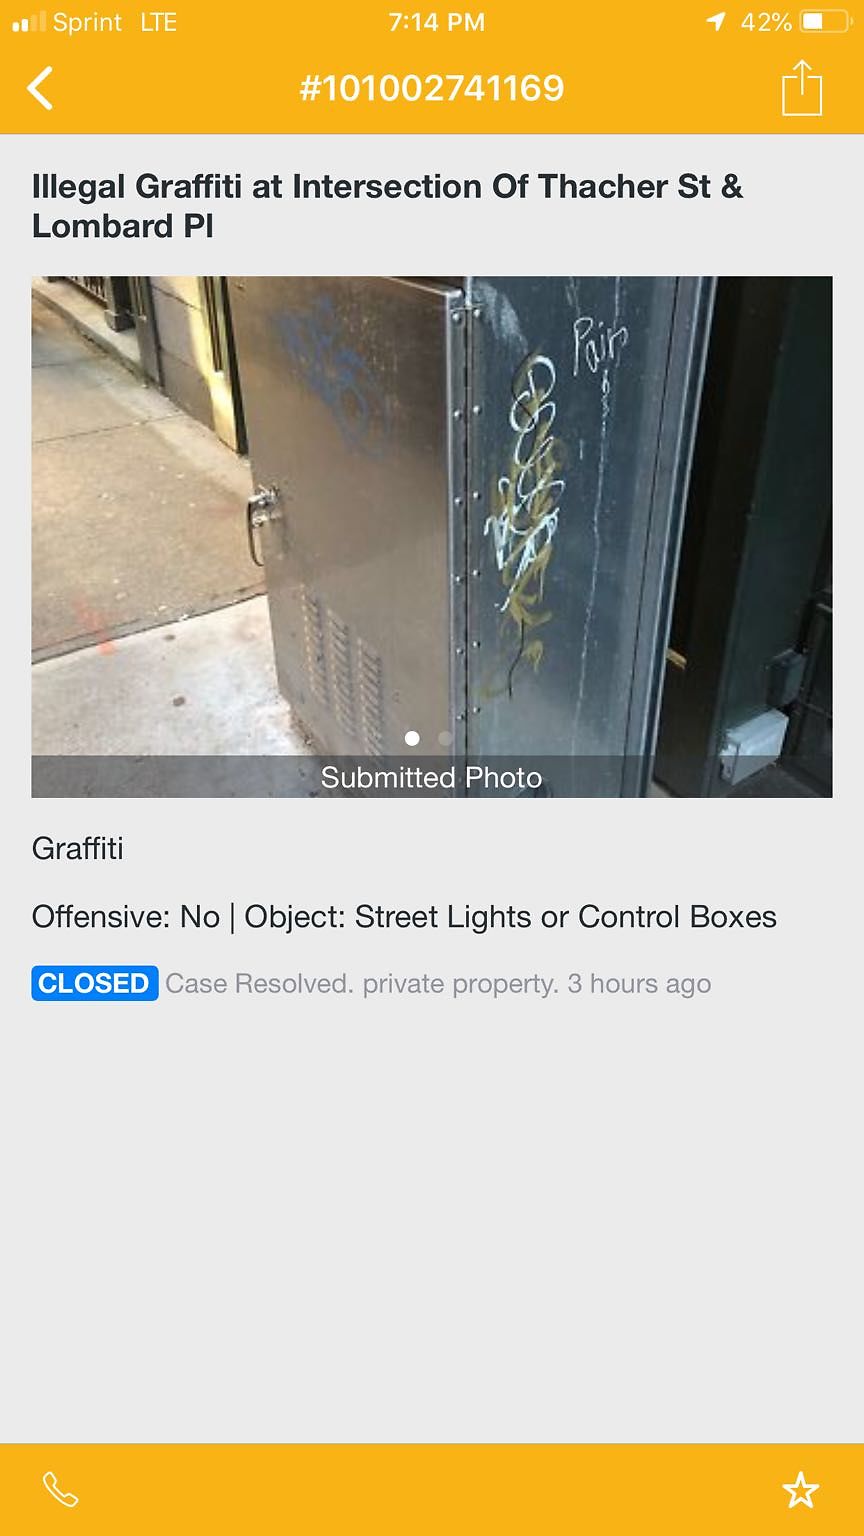 Sprint LTE 7:14 PM 42%
#101002741169
Illegal Graffiti at Intersection Of Thacher St &
Lombard Pl
Submitted Photo
Graffiti
Offensive: No | Object: Street Lights or Control Boxes
CLOSED Case Resolved. private property. 3 hours ago